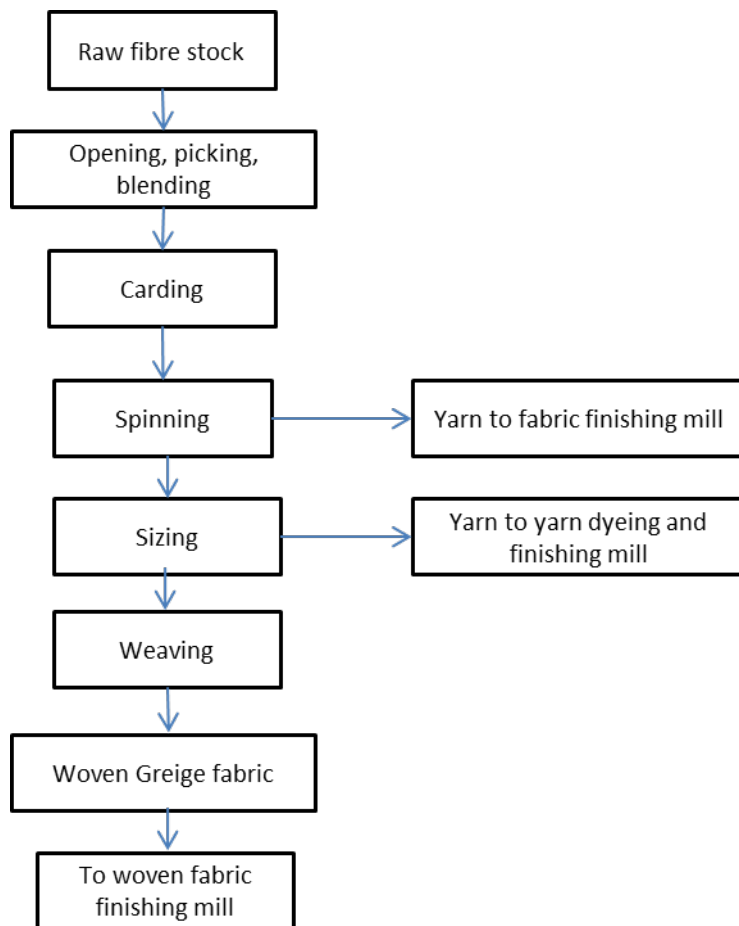 Raw fibre stock
Opening, picking,
blending
Carding
Spinning
Yarn to fabric finishing mill
Sizing
Yarn to yarn dyeing and
finishing mill
Weaving
Woven Greige fabric
To woven fabric
finishing mill